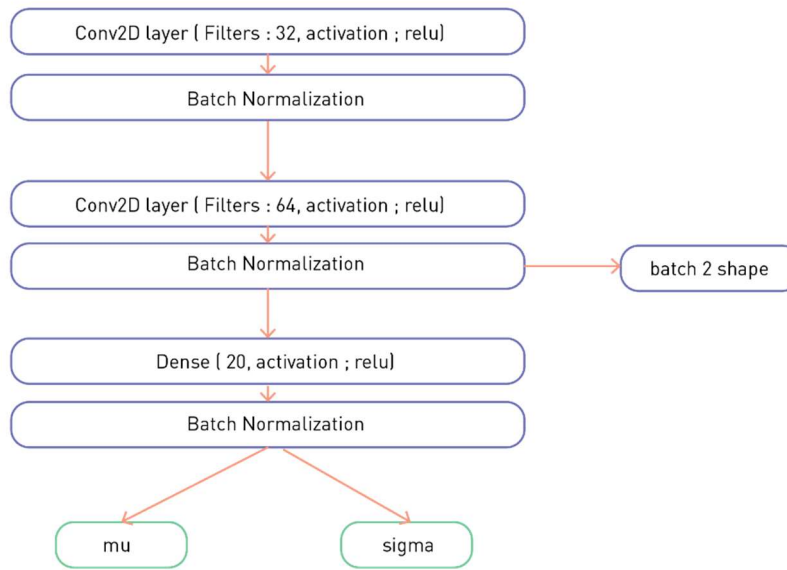 Conv2D layer ( Filters : 32, activation ; relu)
Batch Normalization
Conv2D layer ( Filters : 64, activation ; relu)
Batch Normalization
batch 2 shape
Dense ( 20, activation ; relu)
Batch Normalization
mu
sigma